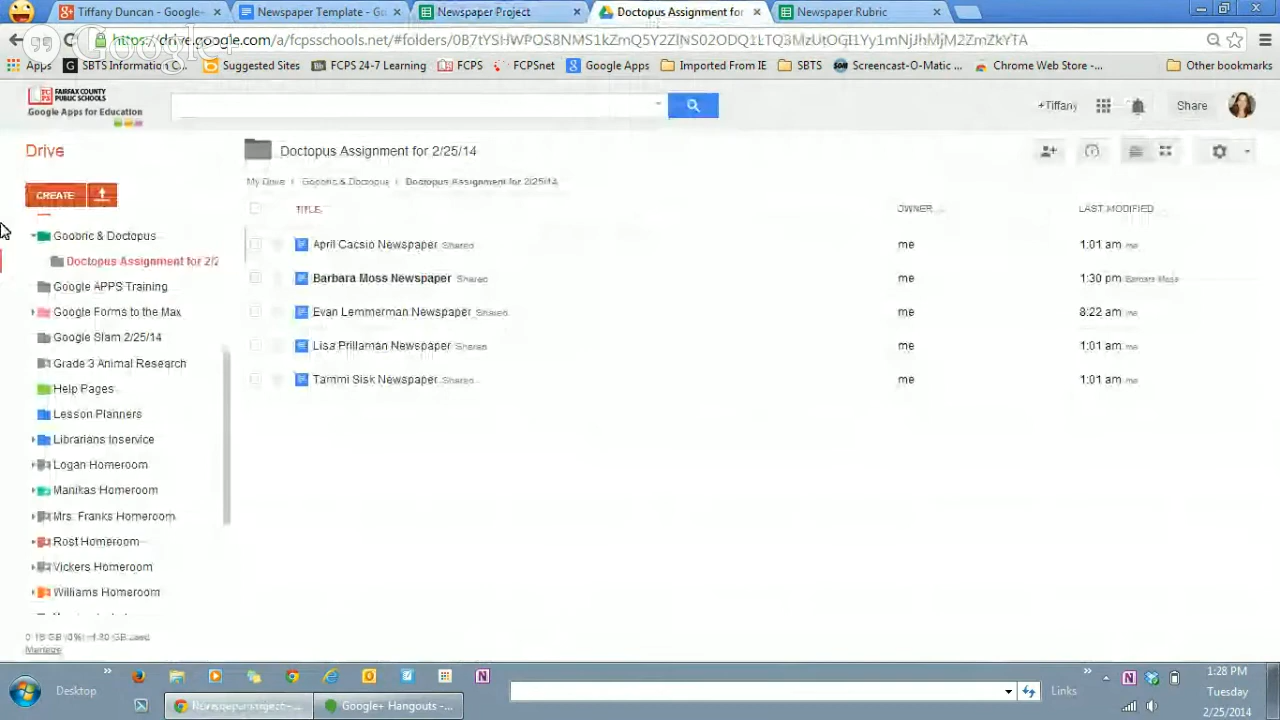 Tiffany Duncan - Google+
Newspaper Template - Go
Newspaper Project
Doctopus Assignment for
Newspaper Rubric
https://drive.google.com/a/fcpsschools.net/#folders/
Google+
Apps
SBTS Information C
Suggested Sites
FCPS 24-7 Learning
FCPS
FCPSnet
Google Apps
Imported From IE
SBTS
Screencast-O-Matic ...
Chrome Web Store - ...
Other bookmarks
FAIRFAX COUNTY
PUBLIC SCHOOLS
Google Apps for Education
+Tiffany
Share
Drive
Doctopus Assignment for 2/25/14
My Drive Goobric & Doctopus Doctopus Assignment for 2/25/14
CREATE
TITLE OWNER LAST MODIFIED
Goobric & Doctopus
Doctopus Assignment for 2/2
Google APPS Training
Google Forms to the Max
Google Slam 2/25/14
Grade 3 Animal Research
Help Pages
Lesson Planners
Librarians Inservice
Logan Homeroom
Manikas Homeroom
Mrs. Franks Homeroom
Rost Homeroom
Vickers Homeroom
Williams Homeroom
April Cacsio Newspaper Shared me 1:01 am me
Barbara Moss Newspaper Shared me 1:30 pm Barbara Moss
Evan Lemmerman Newspaper Shared me 8:22 am me
Lisa Prillaman Newspaper Shared me 1:01 am me
Tammi Sisk Newspaper Shared me 1:01 am me
Desktop
Google+ Hangouts - ...
Links
1:28 PM
Tuesday
2/25/2014